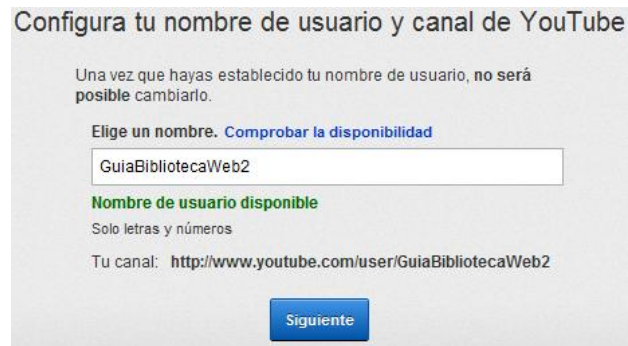 Configura tu nombre de usuario y canal de YouTube
Una vez que hayas establecido tu nombre de usuario, no será
posible cambiarlo.
Elige un nombre. Comprobar la disponibilidad
GuiaBibliotecaWeb2
Nombre de usuario disponible
Solo letras y números
Tu canal: http://www.youtube.com/user/GuiaBibliotecaWeb2
Siguiente